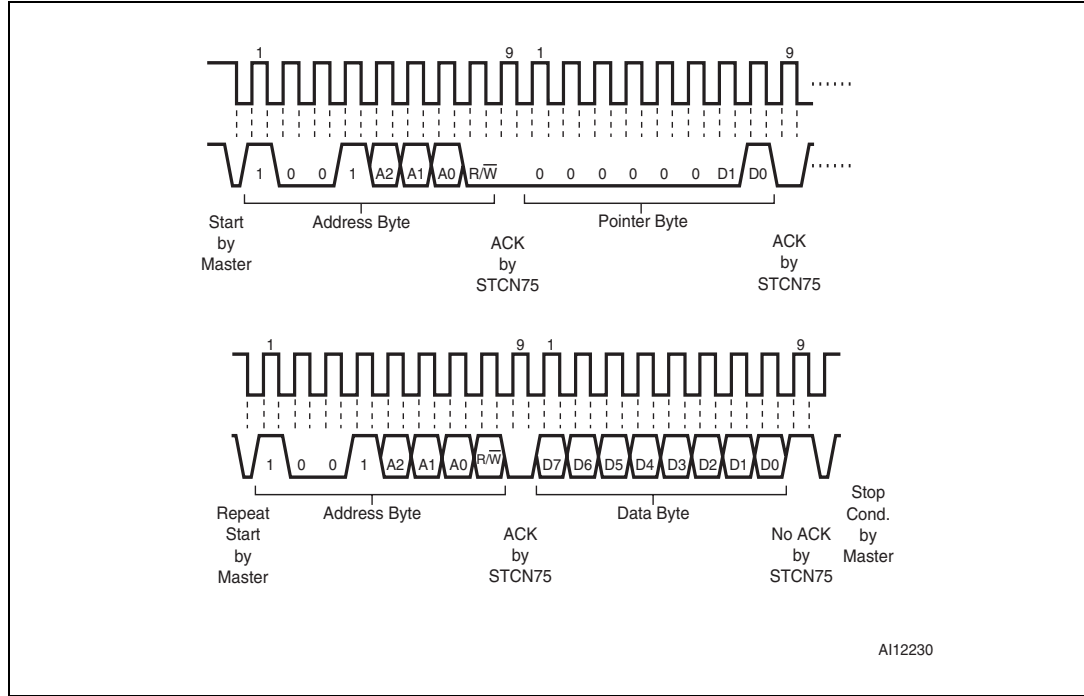 1 9 1 9
1 0 0 1 A2 A1 A0 R/W̅ 0 0 0 0 0 0 D1 D0
Address Byte Pointer Byte
Start
by
Master
ACK
by
STCN75
ACK
by
STCN75
1 9 1 9
1 0 0 1 A2 A1 A0 R/W̅ D7 D6 D5 D4 D3 D2 D1 D0
Address Byte Data Byte
Repeat
Start
by
Master
ACK
by
STCN75
No ACK
by
STCN75
Stop
Cond.
by
Master
AI12230